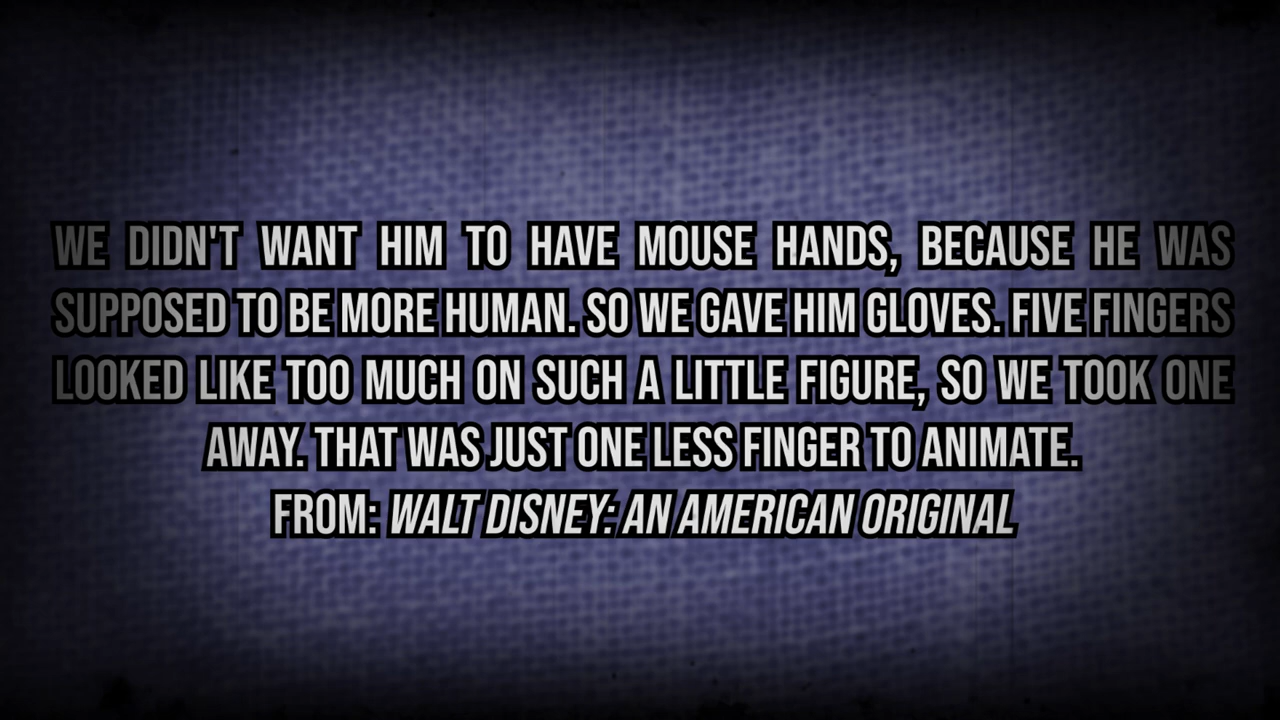 WE DIDN'T WANT HIM TO HAVE MOUSE HANDS, BECAUSE HE WAS
SUPPOSED TO BE MORE HUMAN. SO WE GAVE HIM GLOVES. FIVE FINGERS
LOOKED LIKE TOO MUCH ON SUCH A LITTLE FIGURE, SO WE TOOK ONE
AWAY. THAT WAS JUST ONE LESS FINGER TO ANIMATE.
FROM: WALT DISNEY: AN AMERICAN ORIGINAL